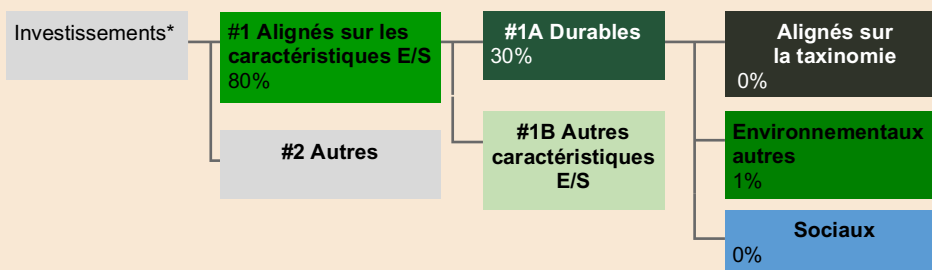 Investissements*
#1 Alignés sur les
caractéristiques E/S
80%
#2 Autres
#1A Durables
30%
#1B Autres
caractéristiques
E/S
Alignés sur
la taxinomie
0%
Environnementaux
autres
1%
Sociaux
0%